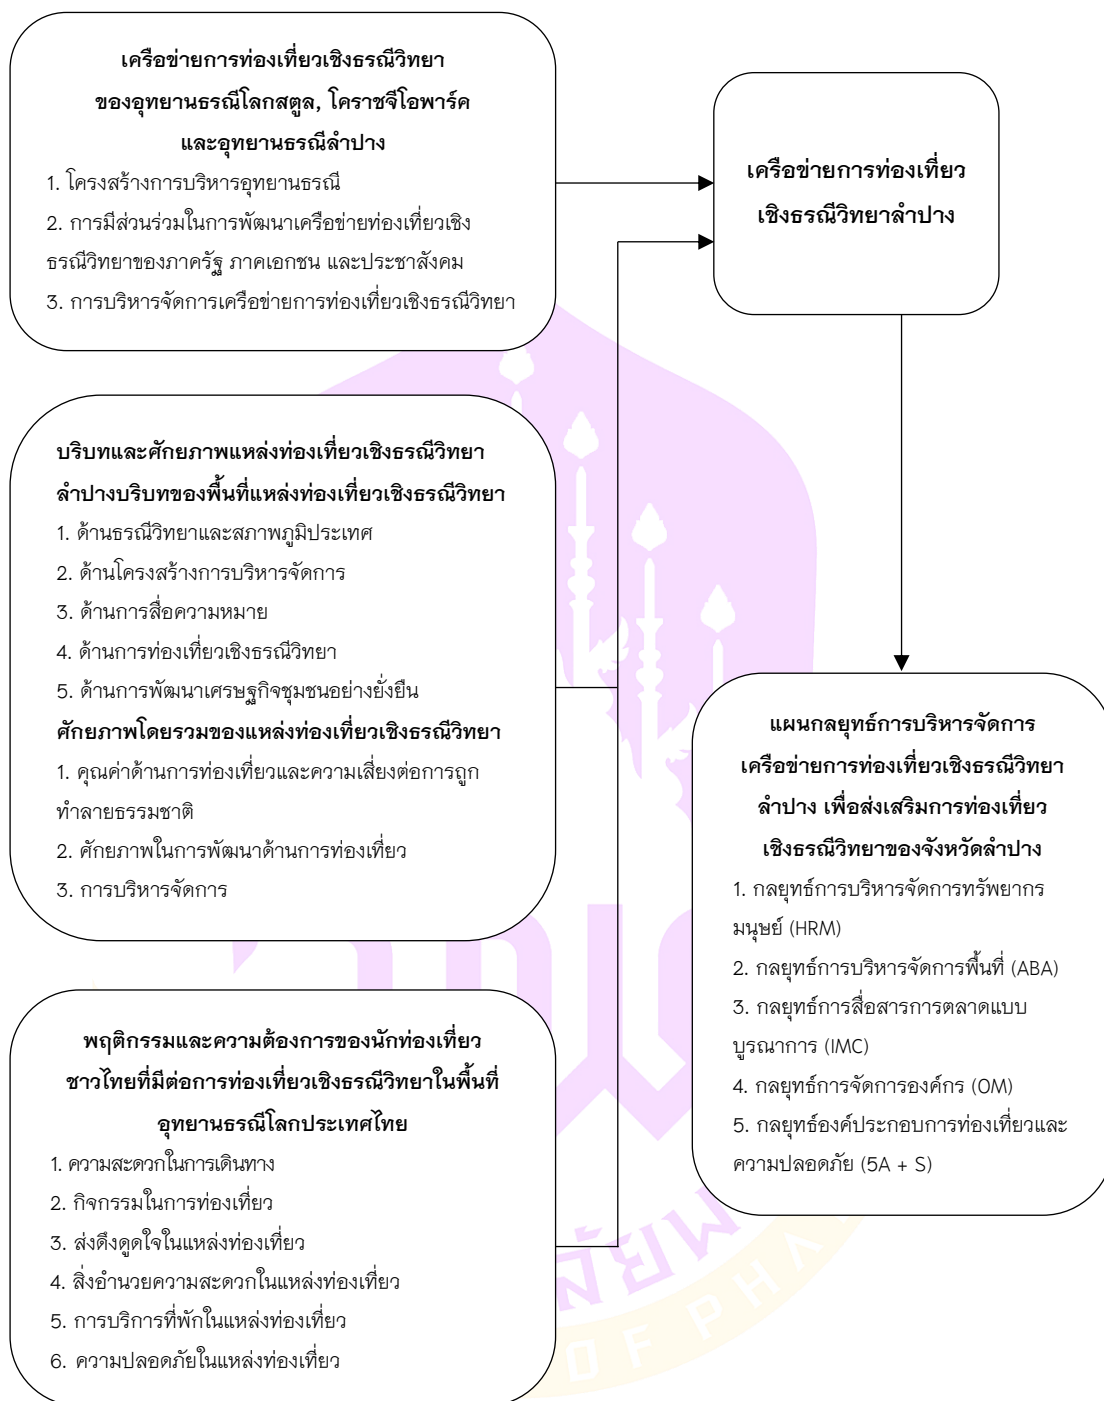 เครือข่ายการท่องเที่ยวเชิงธรณีวิทยา
ของอุทยานธรณีโลกสตูล, โคราชจีโอพาร์ค
และอุทยานธรณีลำปาง
1. โครงสร้างการบริหารอุทยานธรณี
2. การมีส่วนร่วมในการพัฒนาเครือข่ายท่องเที่ยวเชิง
ธรณีวิทยาของภาครัฐ ภาคเอกชน และประชาสังคม
3. การบริหารจัดการเครือข่ายการท่องเที่ยวเชิงธรณีวิทยา
เครือข่ายการท่องเที่ยว
เชิงธรณีวิทยาลำปาง
บริบทและศักยภาพแหล่งท่องเที่ยวเชิงธรณีวิทยา
ลำปางบริบทของพื้นที่แหล่งท่องเที่ยวเชิงธรณีวิทยา
1. ด้านธรณีวิทยาและสภาพภูมิประเทศ
2. ด้านโครงสร้างการบริหารจัดการ
3. ด้านการสื่อความหมาย
4. ด้านการท่องเที่ยวเชิงธรณีวิทยา
5. ด้านการพัฒนาเศรษฐกิจชุมชนอย่างยั่งยืน
ศักยภาพโดยรวมของแหล่งท่องเที่ยวเชิงธรณีวิทยา
1. คุณค่าด้านการท่องเที่ยวและความเสี่ยงต่อการถูก
ทำลายธรรมชาติ
2. ศักยภาพในการพัฒนาด้านการท่องเที่ยว
3. การบริหารจัดการ
พฤติกรรมและความต้องการของนักท่องเที่ยว
ชาวไทยที่มีต่อการท่องเที่ยวเชิงธรณีวิทยาในพื้นที่
อุทยานธรณีโลกประเทศไทย
1. ความสะดวกในการเดินทาง
2. กิจกรรมในการท่องเที่ยว
3. ส่งดึงดูดใจในแหล่งท่องเที่ยว
4. สิ่งอำนวยความสะดวกในแหล่งท่องเที่ยว
5. การบริการที่พักในแหล่งท่องเที่ยว
6. ความปลอดภัยในแหล่งท่องเที่ยว
แผนกลยุทธ์การบริหารจัดการ
เครือข่ายการท่องเที่ยวเชิงธรณีวิทยา
ลำปาง เพื่อส่งเสริมการท่องเที่ยว
เชิงธรณีวิทยาของจังหวัดลำปาง
1. กลยุทธ์การบริหารจัดการทรัพยากร
มนุษย์ (HRM)
2. กลยุทธ์การบริหารจัดการพื้นที่ (ABA)
3. กลยุทธ์การสื่อสารการตลาดแบบ
บูรณาการ (IMC)
4. กลยุทธ์การจัดการองค์กร (OM)
5. กลยุทธ์องค์ประกอบการท่องเที่ยวและ
ความปลอดภัย (5A + S)
OF PHA